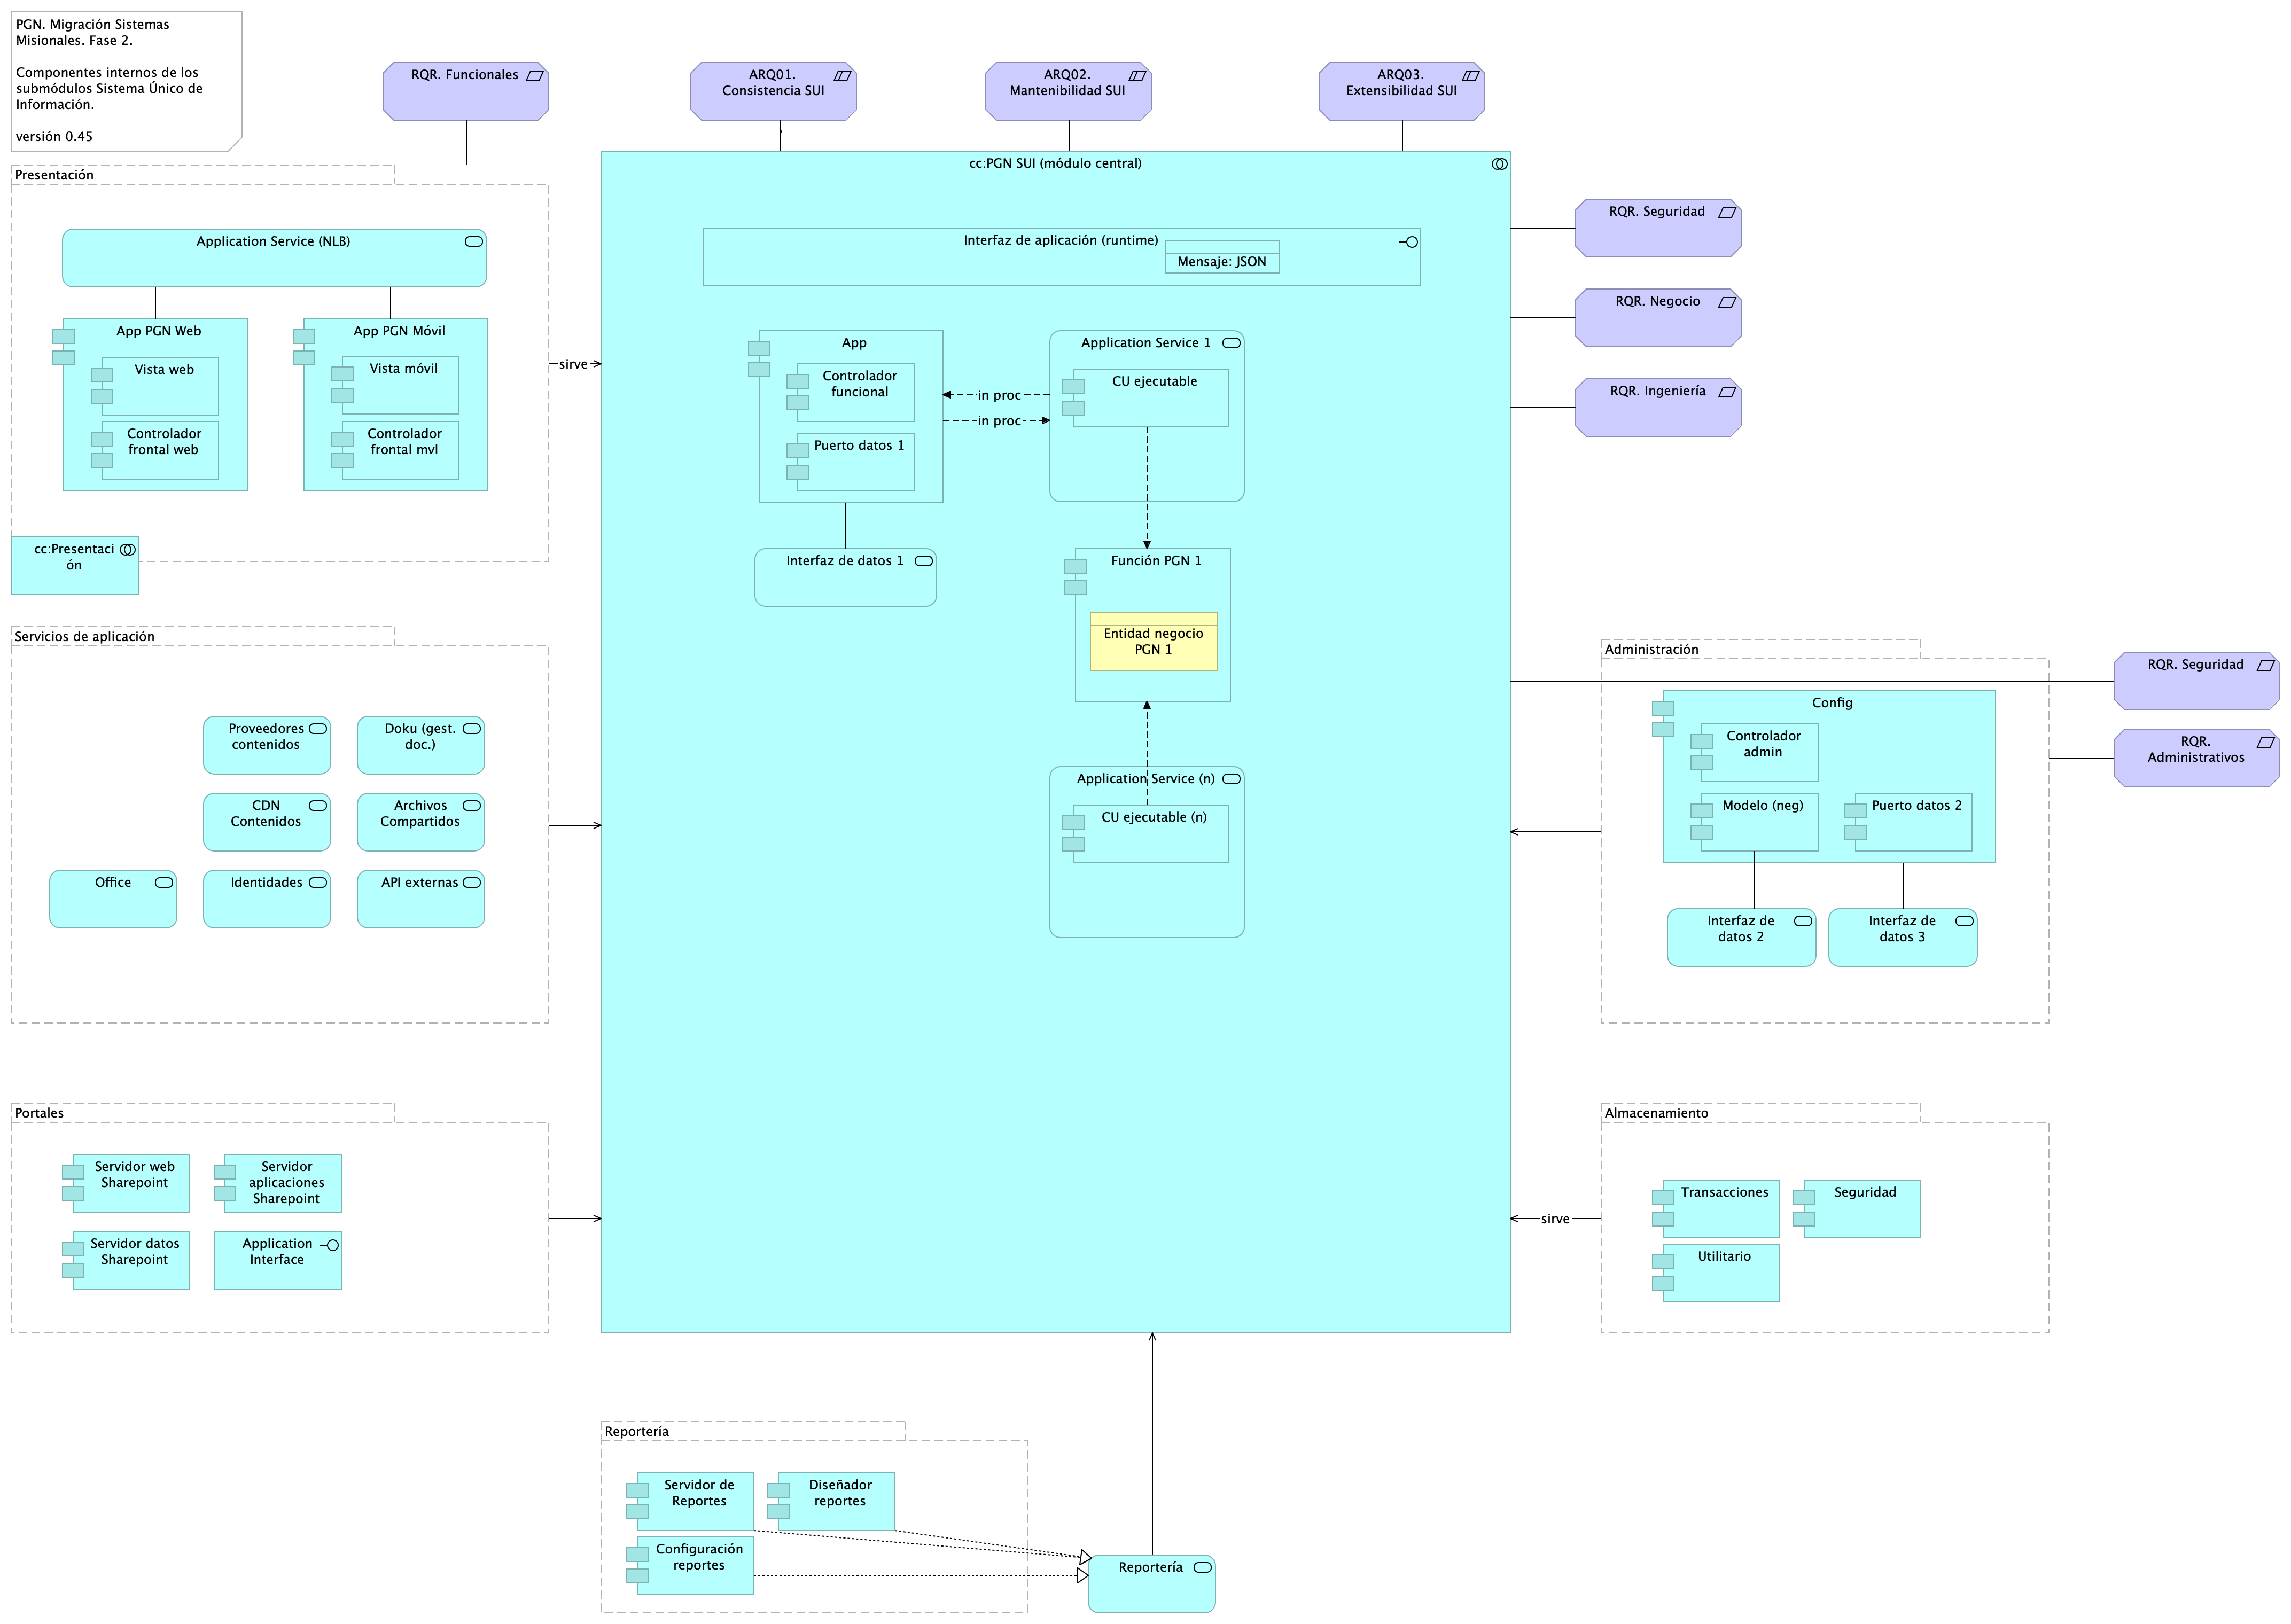 PGN. Migración Sistemas
Misionales. Fase 2.
Componentes internos de los
submódulos Sistema Único de
Información.
versión 0.45
RQR. Funcionales
ARQ01.
Consistencia SUI
ARQ02.
Mantenibilidad SUI
ARQ03.
Extensibilidad SUI
Presentación
Application Service (NLB)
App PGN Web
Vista web
Controlador
frontal web
App PGN Móvil
Vista móvil
Controlador
frontal mvl
cc:Presentaci
ón
sirve
cc:PGN SUI (módulo central)
Interfaz de aplicación (runtime)
Mensaje: JSON
App
Controlador
funcional
Puerto datos 1
in proc
in proc
Application Service 1
CU ejecutable
Interfaz de datos 1
Función PGN 1
Entidad negocio
PGN 1
Application Service (n)
CU ejecutable (n)
RQR. Seguridad
RQR. Negocio
RQR. Ingeniería
Servicios de aplicación
Proveedores
contenidos
Doku (gest.
doc.)
CDN
Contenidos
Archivos
Compartidos
Office
Identidades
API externas
Administración
Config
Controlador
admin
Modelo (neg)
Puerto datos 2
Interfaz de
datos 2
Interfaz de
datos 3
RQR. Seguridad
RQR.
Administrativos
Portales
Servidor web
Sharepoint
Servidor
aplicaciones
Sharepoint
Servidor datos
Sharepoint
Application
Interface
Almacenamiento
Transacciones
Seguridad
Utilitario
sirve
Reportería
Servidor de
Reportes
Diseñador
reportes
Configuración
reportes
Reportería